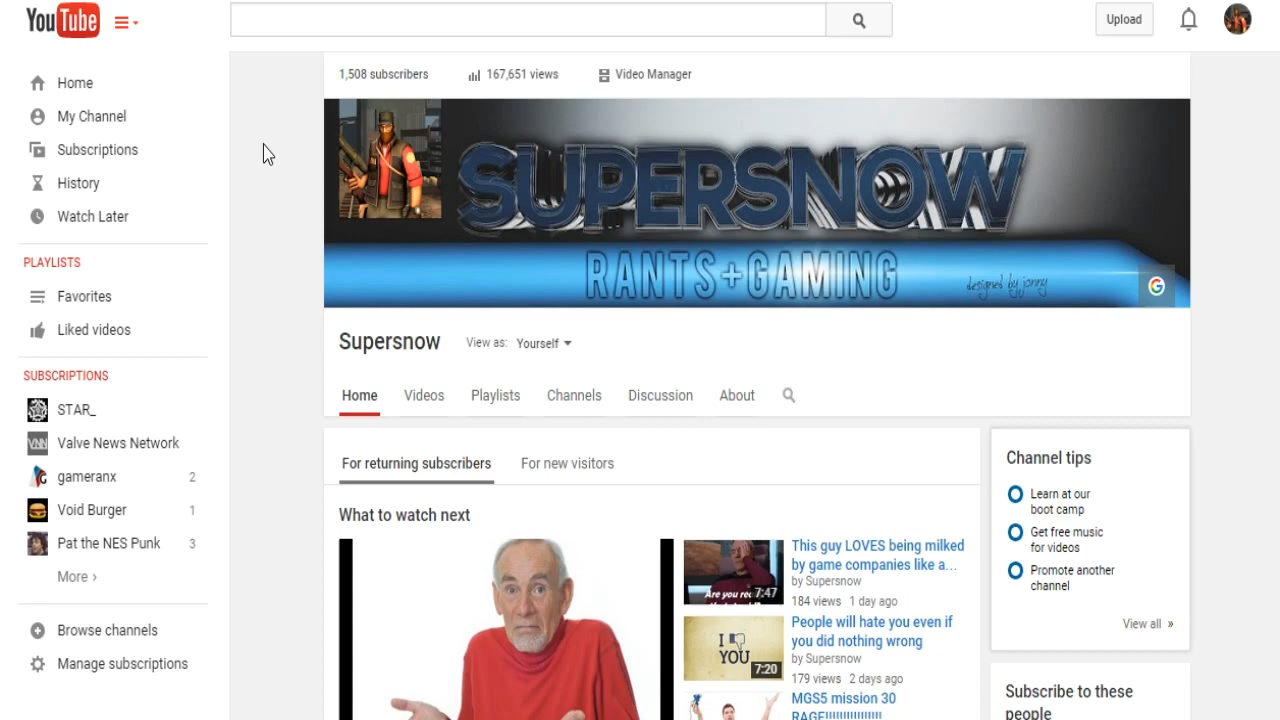 YouTube
Upload
Home
My Channel
Subscriptions
History
Watch Later
PLAYLISTS
Favorites
Liked videos
SUBSCRIPTIONS
STAR_
VNN Valve News Network
gameranx 2
Void Burger 1
Pat the NES Punk 3
More ›
Browse channels
Manage subscriptions
1,508 subscribers 167,651 views Video Manager
SUPERSNOW
RANTS+GAMING
designed by jonny
G
Supersnow View as: Yourself
Home Videos Playlists Channels Discussion About
For returning subscribers For new visitors
What to watch next
This guy LOVES being milked
by game companies like a...
by Supersnow
184 views 1 day ago
7:47
People will hate you even if
you did nothing wrong
by Supersnow
179 views 2 days ago
I
YOU
7:20
MGS5 mission 30
RAGE!!!!!!!!!!!!!!!
Channel tips
Learn at our
boot camp
Get free music
for videos
Promote another
channel
View all »
Subscribe to these
people